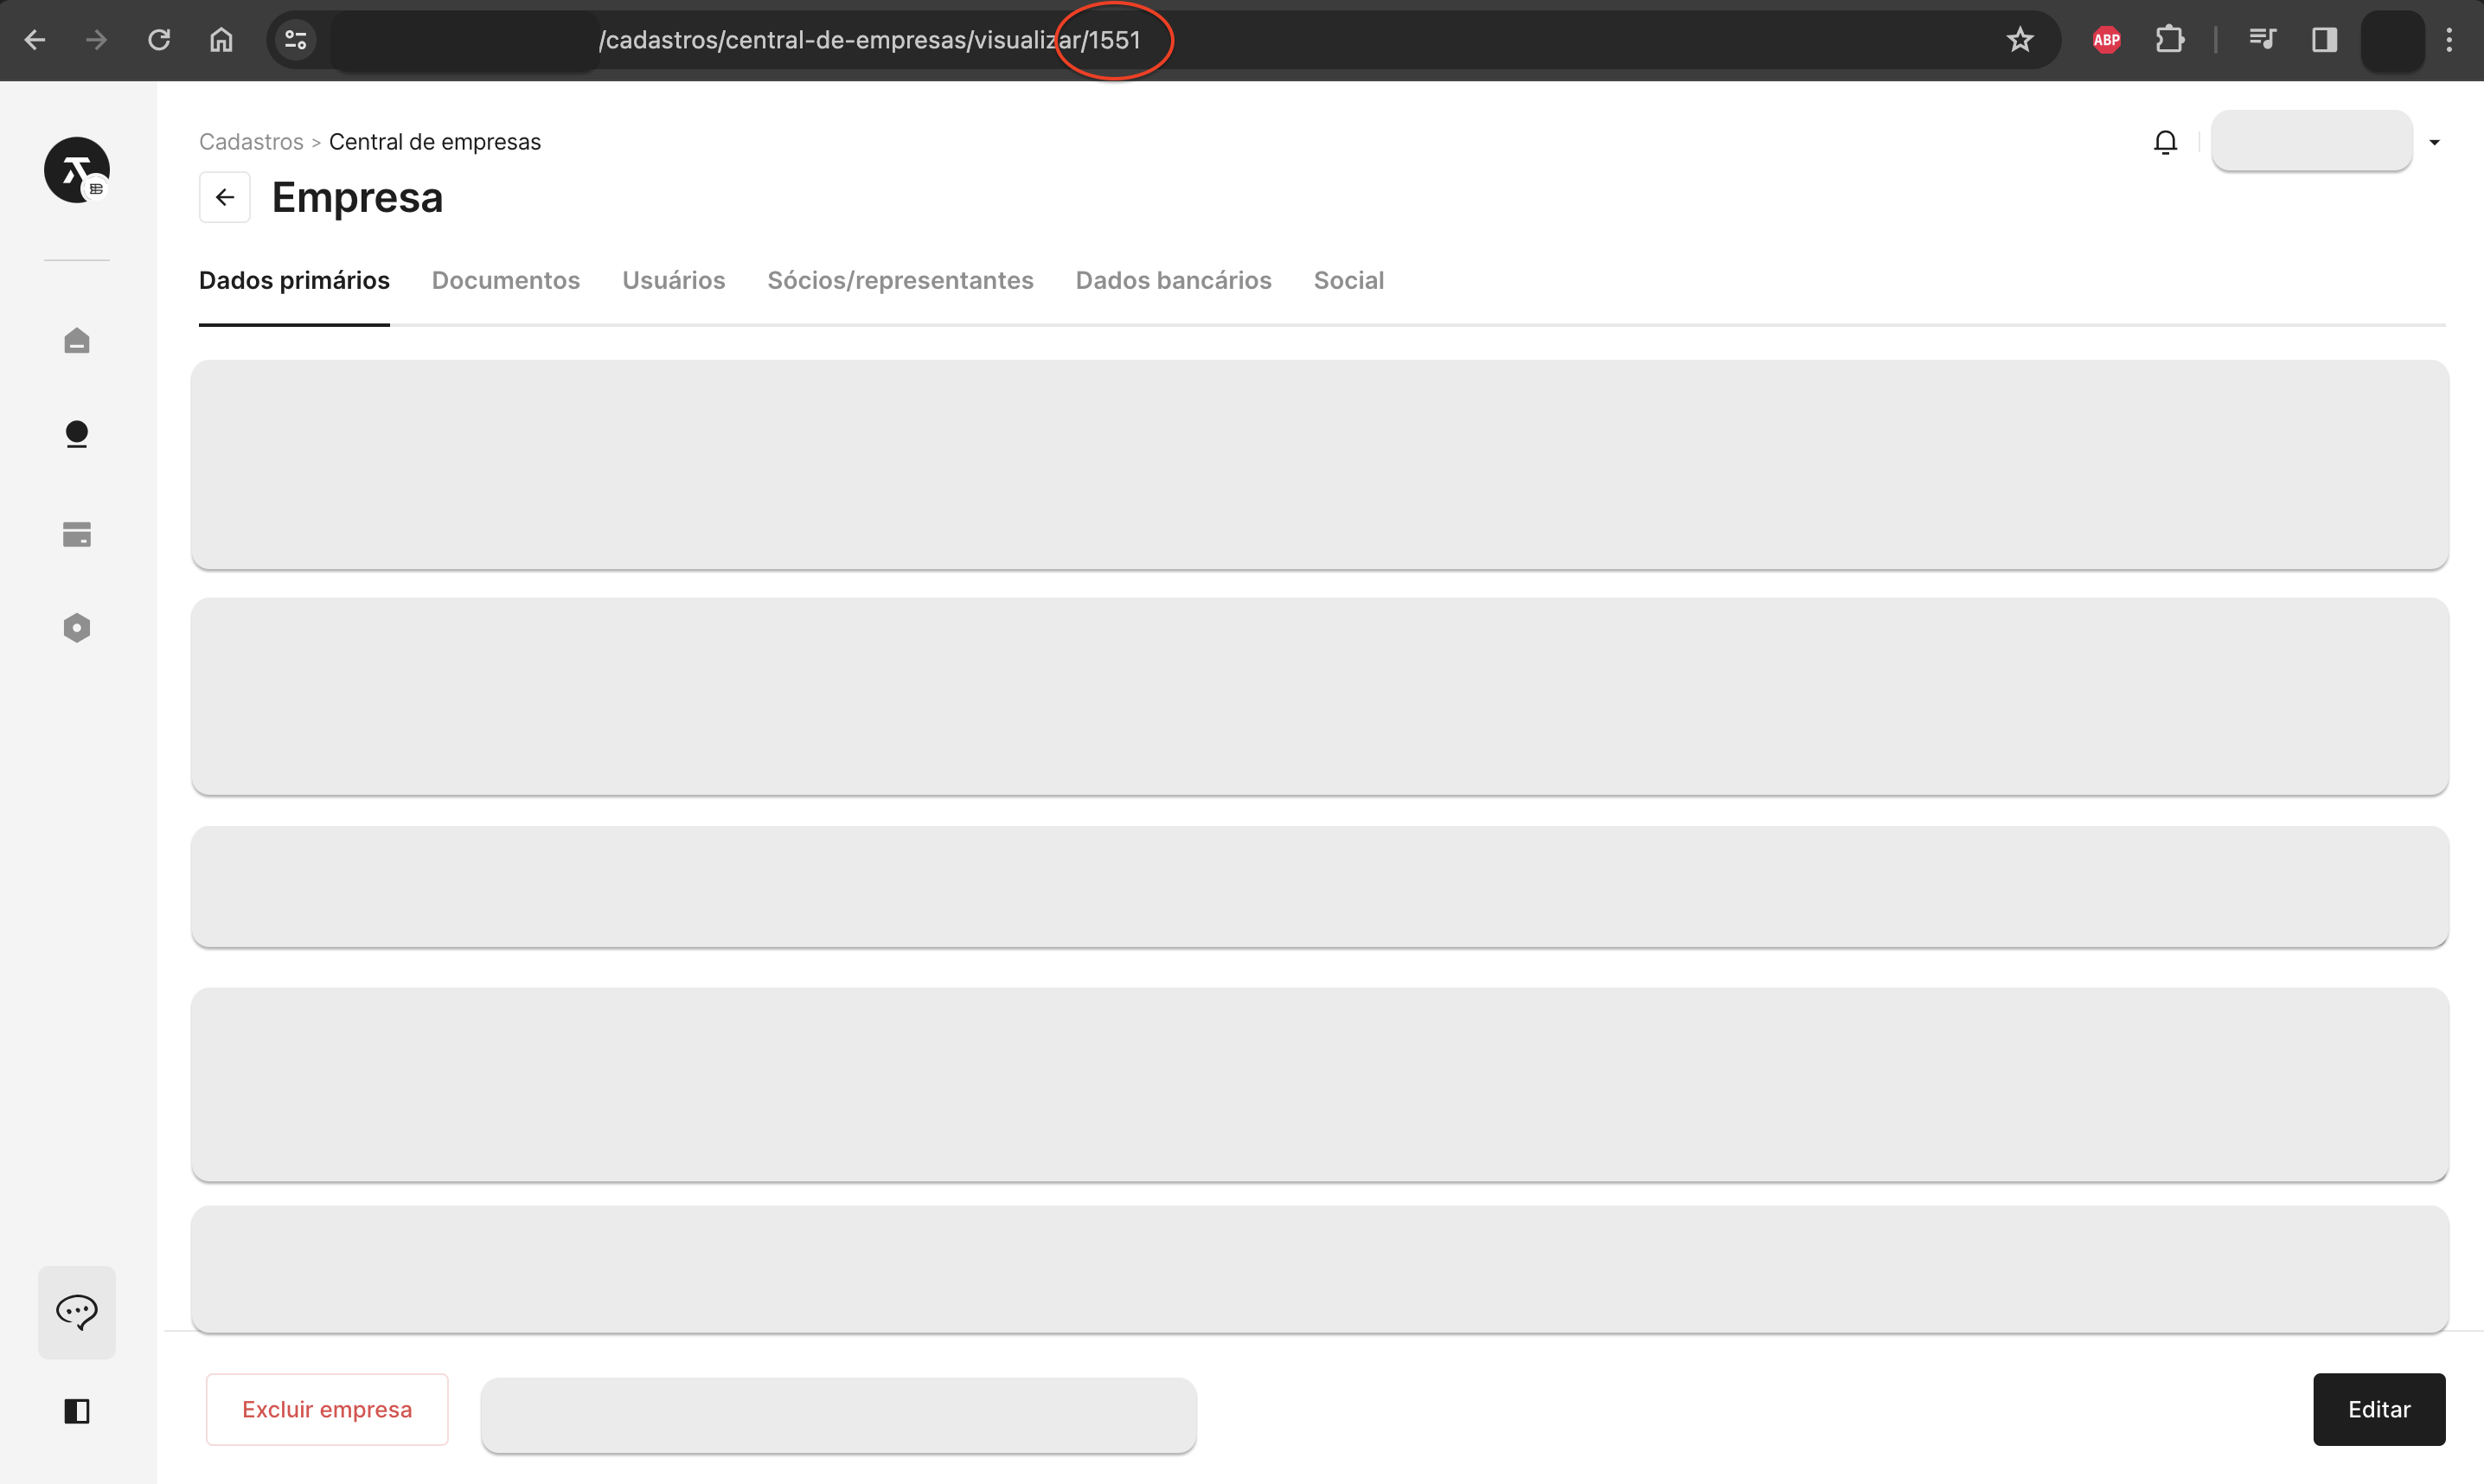 /cadastros/central-de-empresas/visualizar/1551
ABP
Cadastros > Central de empresas
Empresa
Dados primários
Documentos
Usuários
Sócios/representantes
Dados bancários
Social
Excluir empresa
Editar